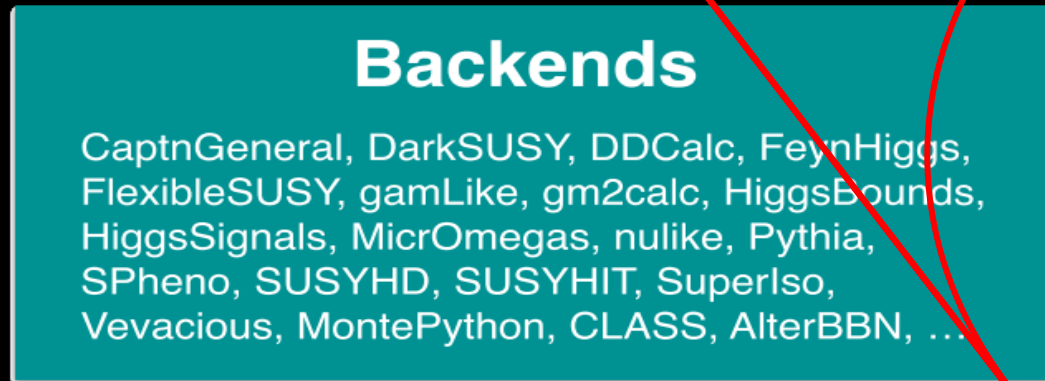 Backends
CaptnGeneral, DarkSUSY, DDCalc, FeynHiggs,
FlexibleSUSY, gamLike, gm2calc, HiggsBounds,
HiggsSignals, MicrOmegas, nulike, Pythia,
SPheno, SUSYHD, SUSYHIT, SuperIso,
Vevacious, MontePython, CLASS, AlterBBN, ...